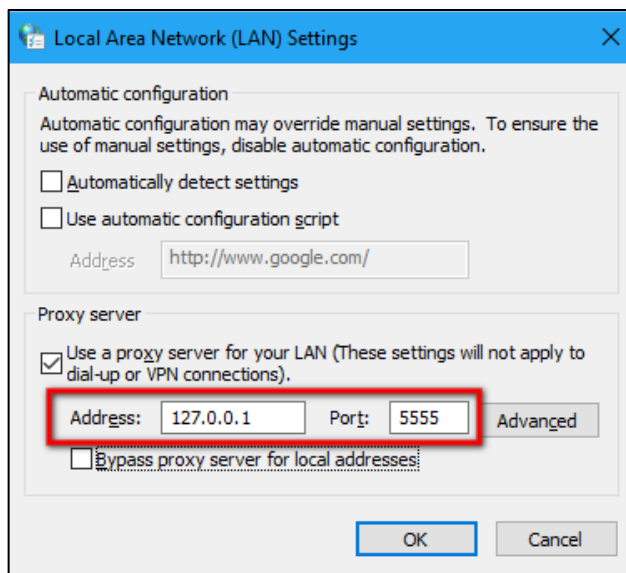 Local Area Network (LAN) Settings
Automatic configuration
Automatic configuration may override manual settings. To ensure the
use of manual settings, disable automatic configuration.
Automatically detect settings
Use automatic configuration script
Address http://www.google.com/
Proxy server
Use a proxy server for your LAN (These settings will not apply to
dial-up or VPN connections).
Address: 127.0.0.1 Port: 5555 Advanced
Bypass proxy server for local addresses
OK Cancel